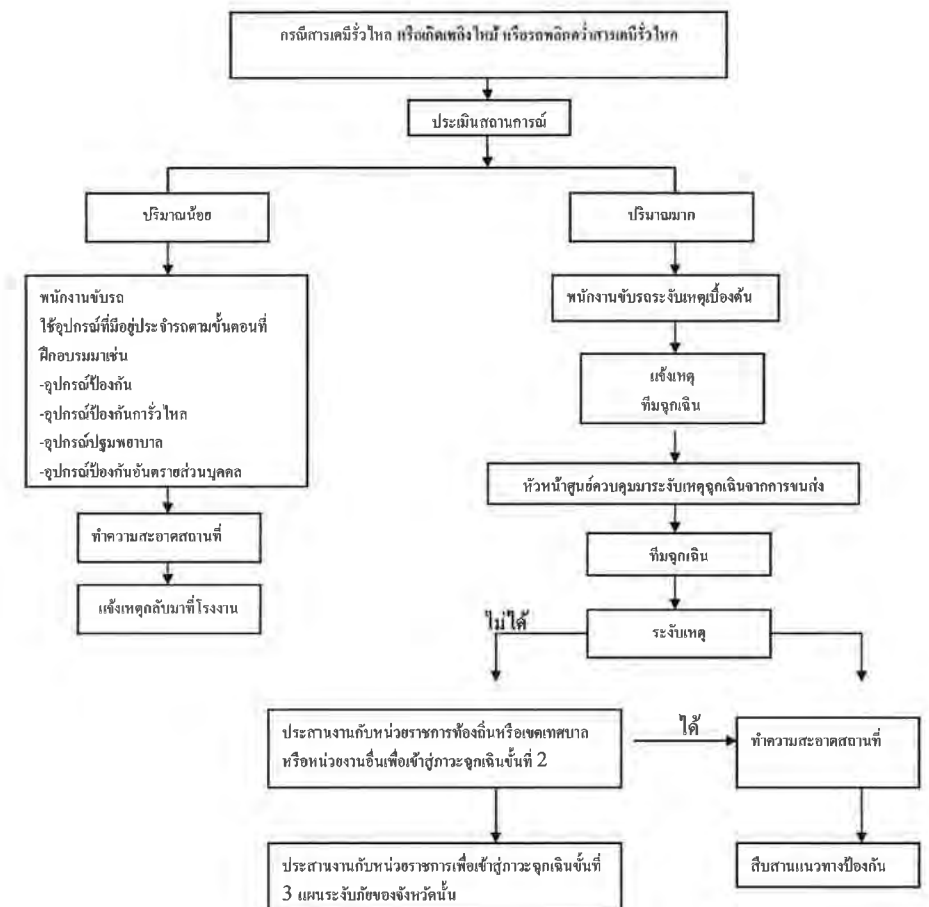 กรณีสารเคมีรั่วไหล หรือเกิดเพลิงไหม้ หรือรถพลิกคว่ำสารเคมีรั่วไหล
ประเมินสถานการณ์
ปริมาณน้อย
ปริมาณมาก
พนักงานขับรถ
ใช้อุปกรณ์ที่มีอยู่ประจำรถตามขั้นตอนที่
ฝึกอบรมมาเช่น
-อุปกรณ์ป้องกัน
-อุปกรณ์ป้องกันการั่วไหล
-อุปกรณ์ปฐมพยาบาล
-อุปกรณ์ป้องกันอันตรายส่วนบุคคล
ทำความสะอาดสถานที่
แจ้งเหตุกลับมาที่โรงงาน
พนักงานขับรถระงับเหตุเบื้องต้น
แจ้งเหตุ
ทีมฉุกเฉิน
หัวหน้าศูนย์ควบคุมมาระงับเหตุฉุกเฉินจากการขนส่ง
ทีมฉุกเฉิน
ระงับเหตุ
ไม่ได้
ประสานงานกับหน่วยราชการท้องถิ่นหรือเขตเทศบาล
หรือหน่วยงานอื่นเพื่อเข้าสู่ภาวะฉุกเฉินขั้นที่ 2
ได้
ทำความสะอาดสถานที่
ประสานงานกับหน่วยราชการเพื่อเข้าสู่ภาวะฉุกเฉินขั้นที่
3 แผนระงับภัยของจังหวัดนั้น
สืบสานแนวทางป้องกัน